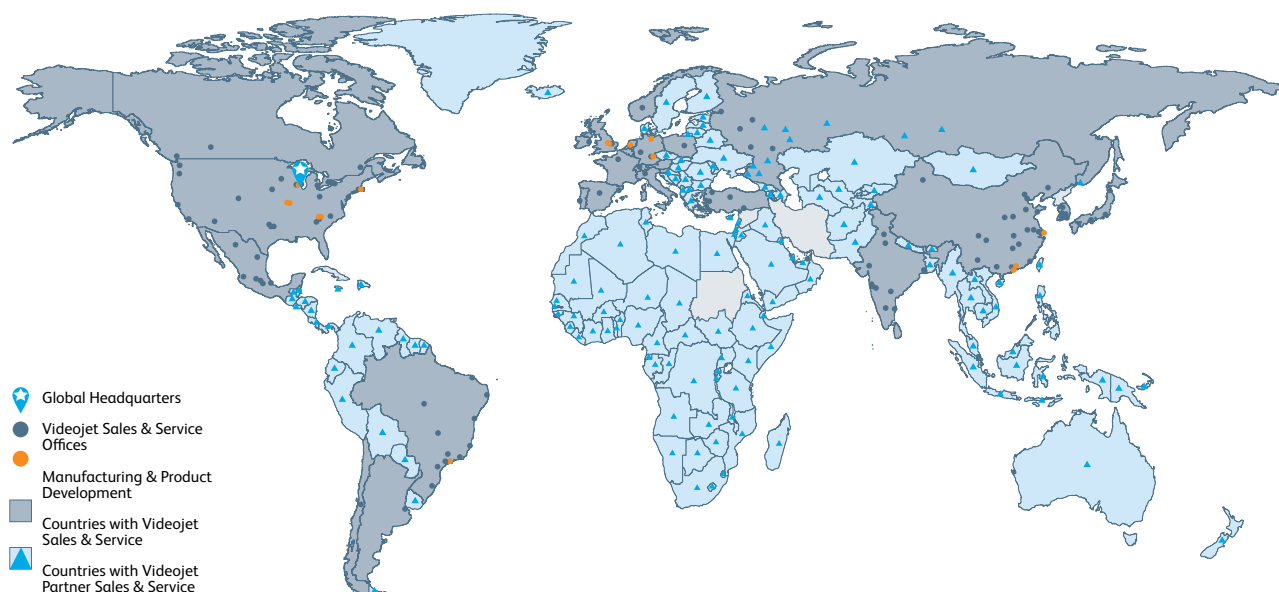 Global Headquarters
Videojet Sales & Service
Offices
Manufacturing & Product
Development
Countries with Videojet
Sales & Service
Countries with Videojet
Partner Sales & Service